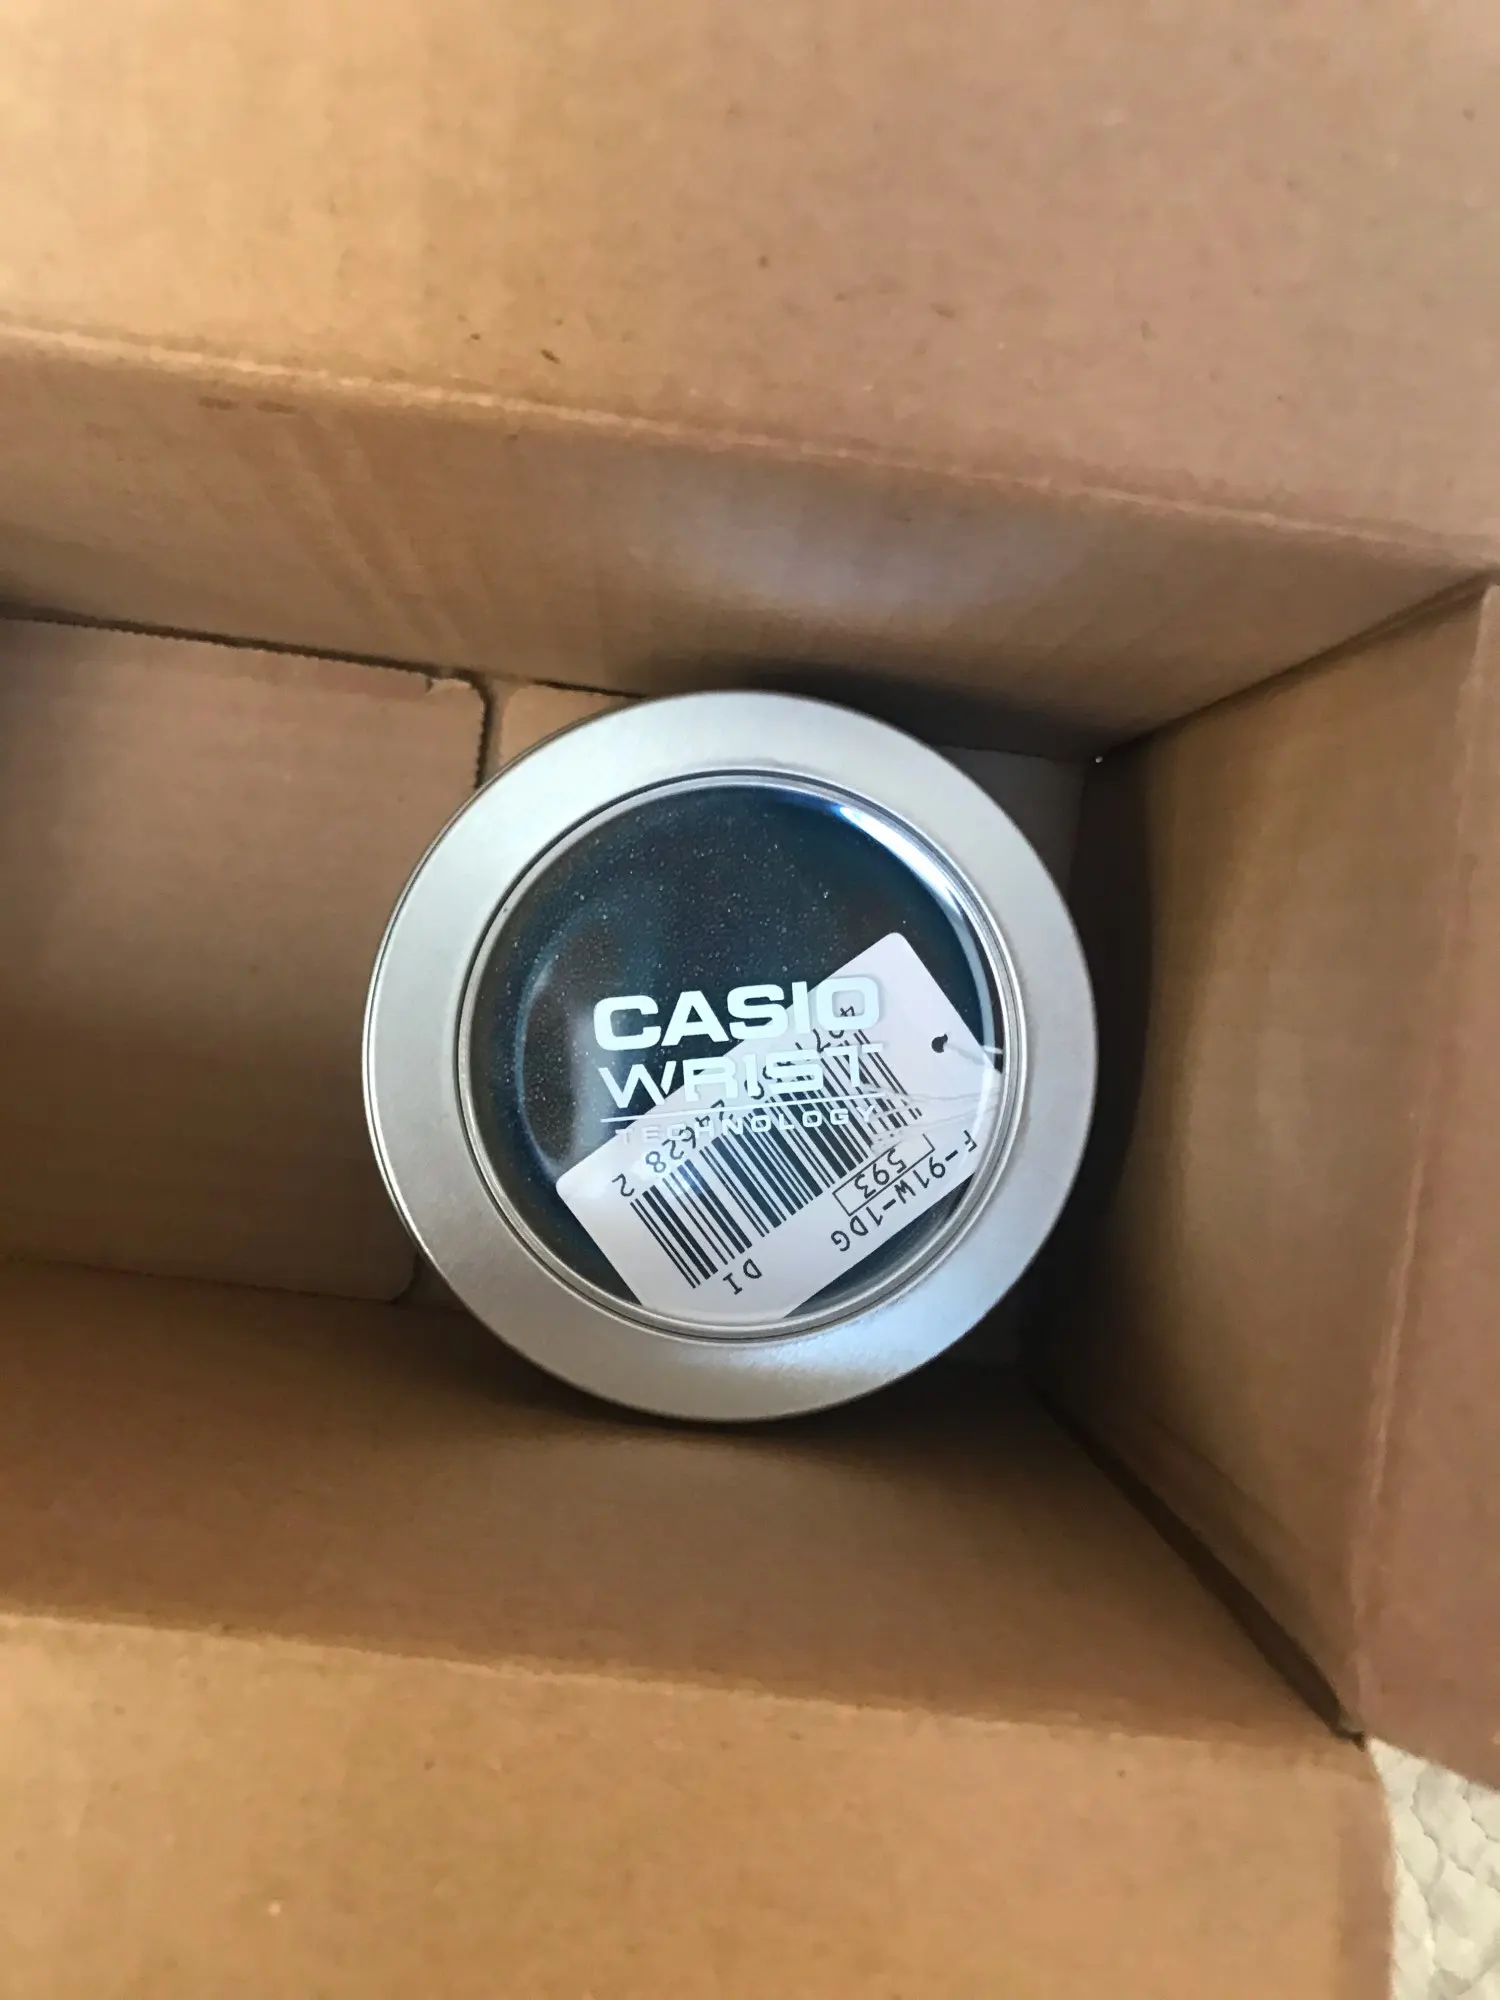 CASIO
WRIST
TECHNOLOGY
F-91W-1DG
593
DI